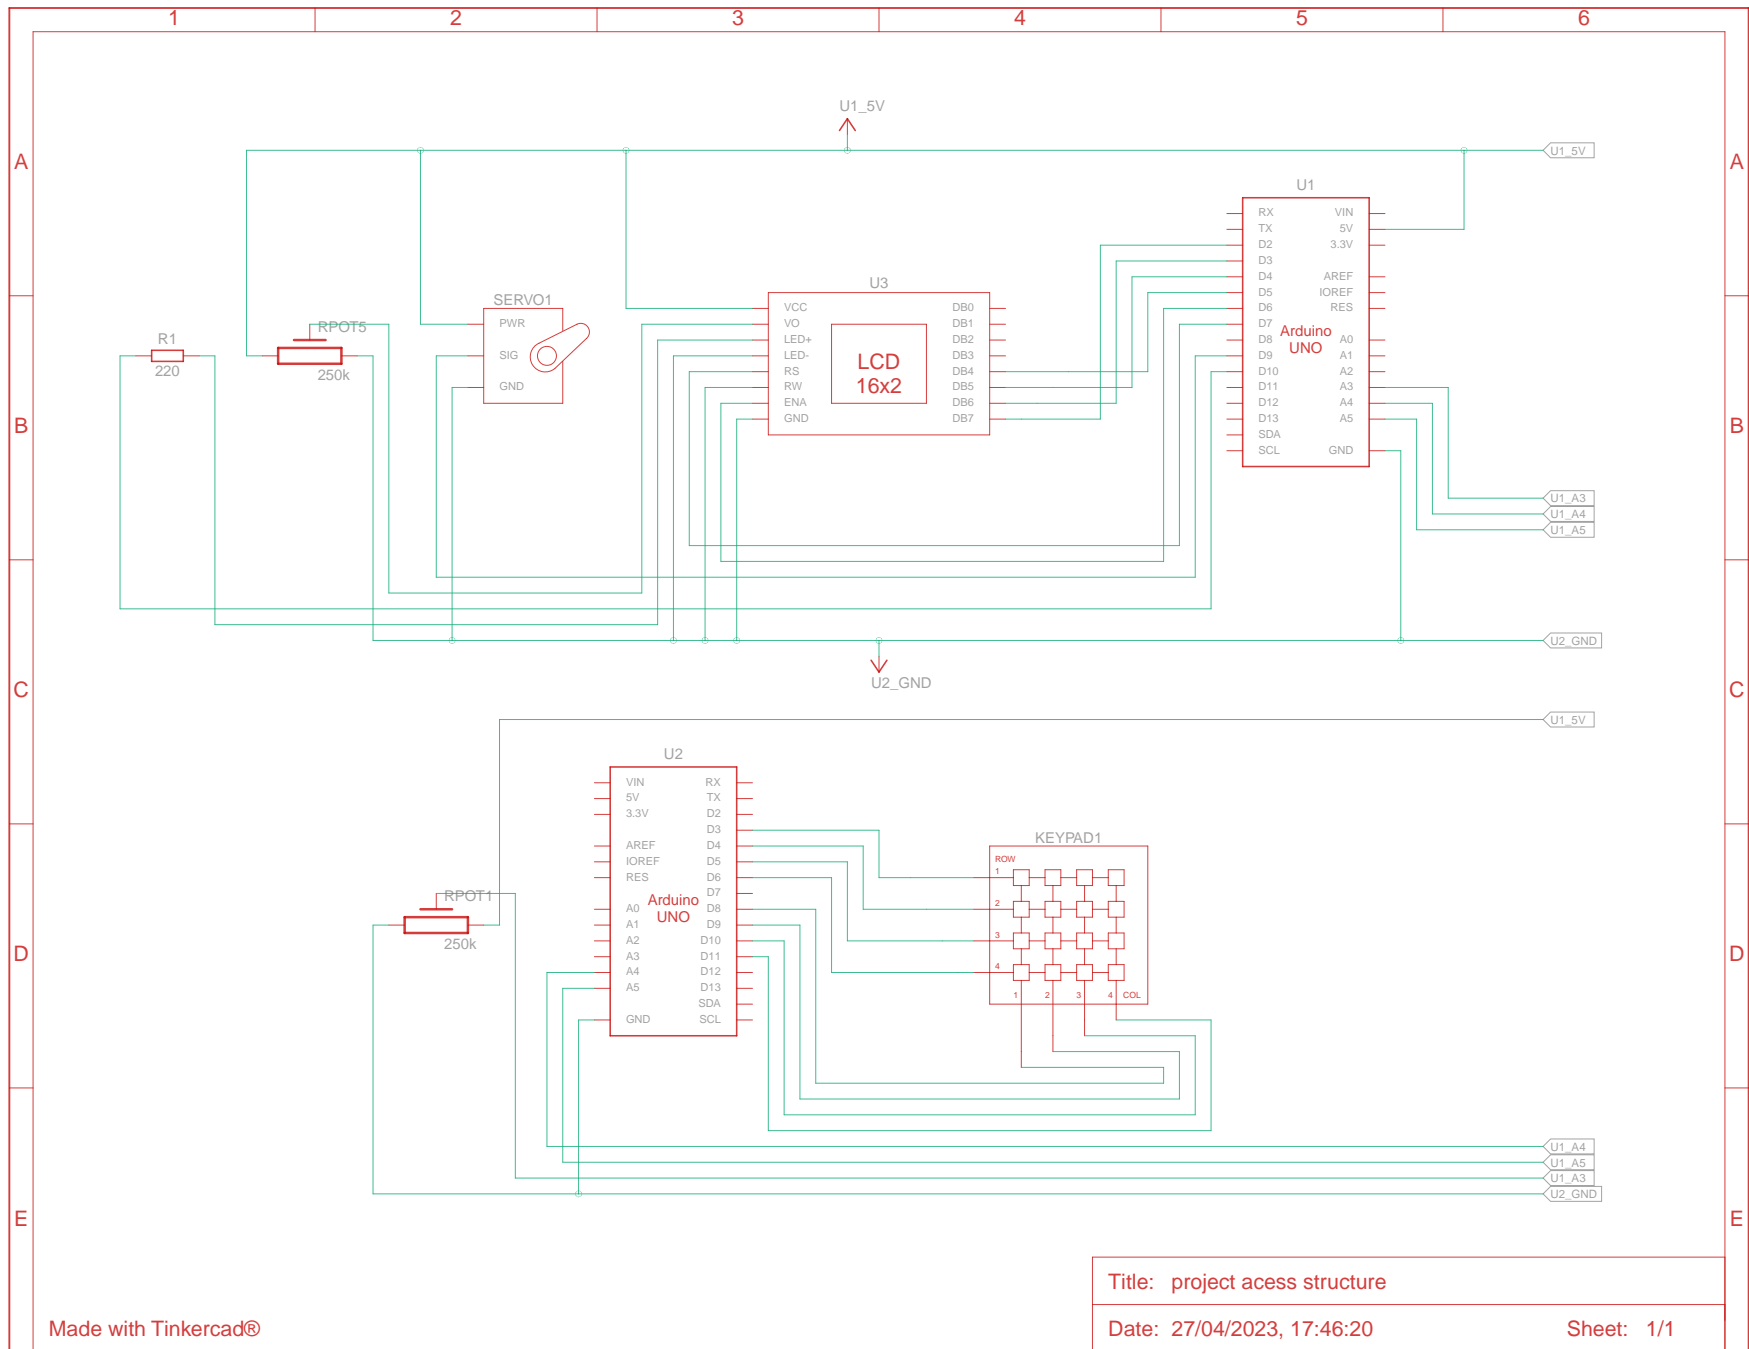 1 2 3 4 5 6
A A
B B
C C
D D
E E
U1_5V
U1_5V
U1
RX VIN
TX 5V
D2 3.3V
D3
D4 AREF
D5 IOREF
D6 RES
D7
D8 A0
D9 A1
D10 A2
D11 A3
D12 A4
D13 A5
SDA
SCL GND
Arduino
UNO
U3
VCC DB0
VO DB1
LED+ DB2
LED- DB3
RS DB4
RW DB5
ENA DB6
GND DB7
LCD
16x2
SERVO1
PWR
SIG
GND
RPOT5
250k
R1
220
U1_A3
U1_A4
U1_A5
U2_GND
U2_GND
U1_5V
U2
VIN RX
5V TX
3.3V D2
D3
AREF D4
IOREF D5
RES D6
D7
A0 D8
A1 D9
A2 D10
A3 D11
A4 D12
A5 D13
SDA
GND SCL
Arduino
UNO
RPOT1
250k
KEYPAD1
ROW
1
2
3
4
1 2 3 4 COL
U1_A4
U1_A5
U1_A3
U2_GND
Title: project acess structure
Date: 27/04/2023, 17:46:20 Sheet: 1/1
Made with Tinkercad®